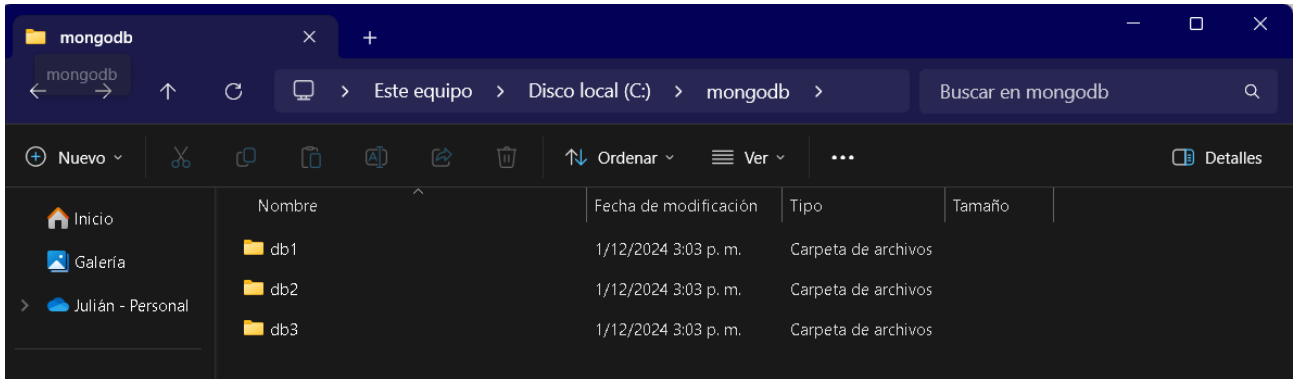 mongodb
mongodb
Este equipo > Disco local (C:) > mongodb > Buscar en mongodb
Nuevo Ordenar Ver ... Detalles
Inicio
Galería
Julián - Personal
Nombre Fecha de modificación Tipo Tamaño
db1 1/12/2024 3:03 p. m. Carpeta de archivos
db2 1/12/2024 3:03 p. m. Carpeta de archivos
db3 1/12/2024 3:03 p. m. Carpeta de archivos